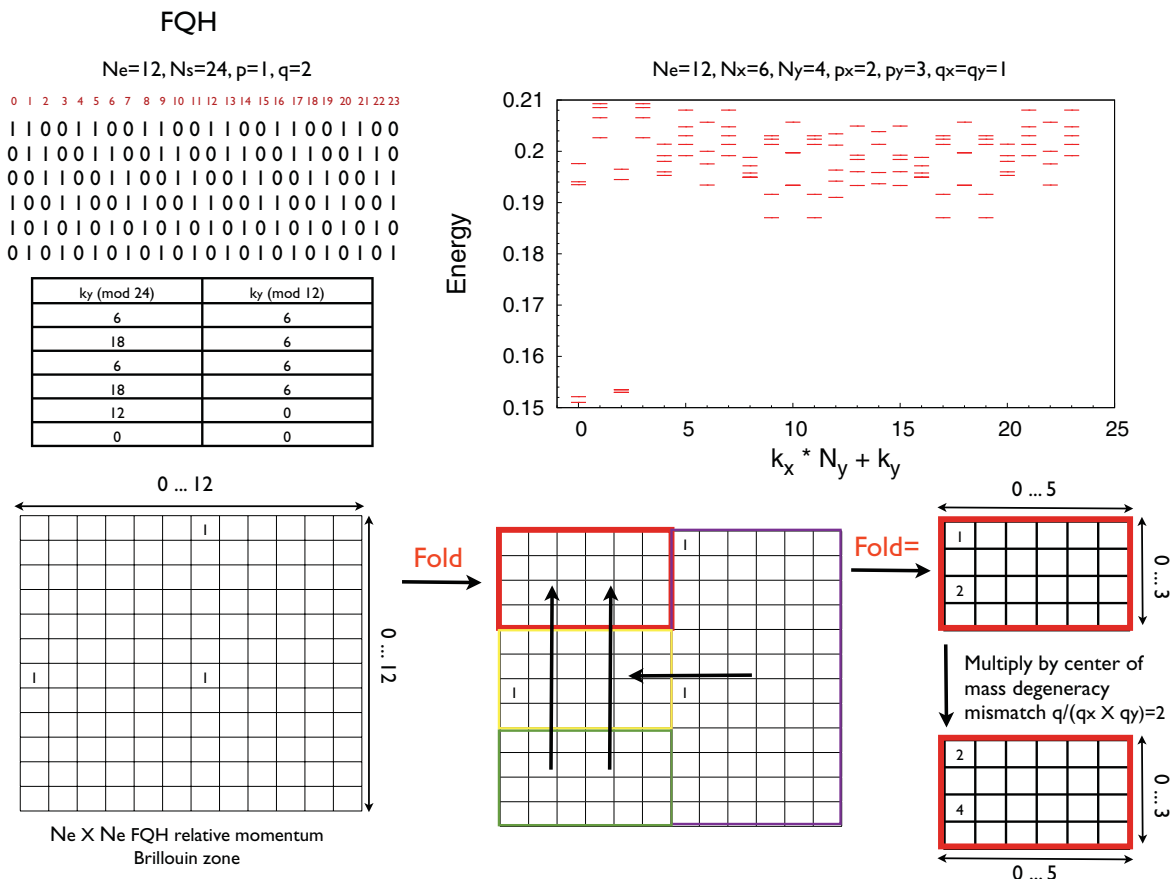 FQH
Ne=12, Ns=24, p=1, q=2
0 1 2 3 4 5 6 7 8 9 10 11 12 13 14 15 16 17 18 19 20 21 22 23
1 1 0 0 1 1 0 0 1 1 0 0 1 1 0 0 1 1 0 0 1 1 0 0
0 1 1 0 0 1 1 0 0 1 1 0 0 1 1 0 0 1 1 0 0 1 1 0
0 0 1 1 0 0 1 1 0 0 1 1 0 0 1 1 0 0 1 1 0 0 1 1
1 0 0 1 1 0 0 1 1 0 0 1 1 0 0 1 1 0 0 1 1 0 0 1
1 0 1 0 1 0 1 0 1 0 1 0 1 0 1 0 1 0 1 0 1 0 1 0
0 1 0 1 0 1 0 1 0 1 0 1 0 1 0 1 0 1 0 1 0 1 0 1
ky (mod 24) ky (mod 12)
6 6
18 6
6 6
18 6
12 0
0 0
Ne=12, Nx=6, Ny=4, px=2, py=3, qx=qy=1
Energy
0.21
0.2
0.19
0.18
0.17
0.16
0.15
0 5 10 15 20 25
kx * Ny + ky
0 ... 12
1
1 1
0 ... 12
Ne X Ne FQH relative momentum
Brillouin zone
Fold
1
1 1
Fold=
0 ... 5
1
2
0 ... 3
Multiply by center of
mass degeneracy
mismatch q/(qx X qy)=2
2
4
0 ... 3
0 ... 5